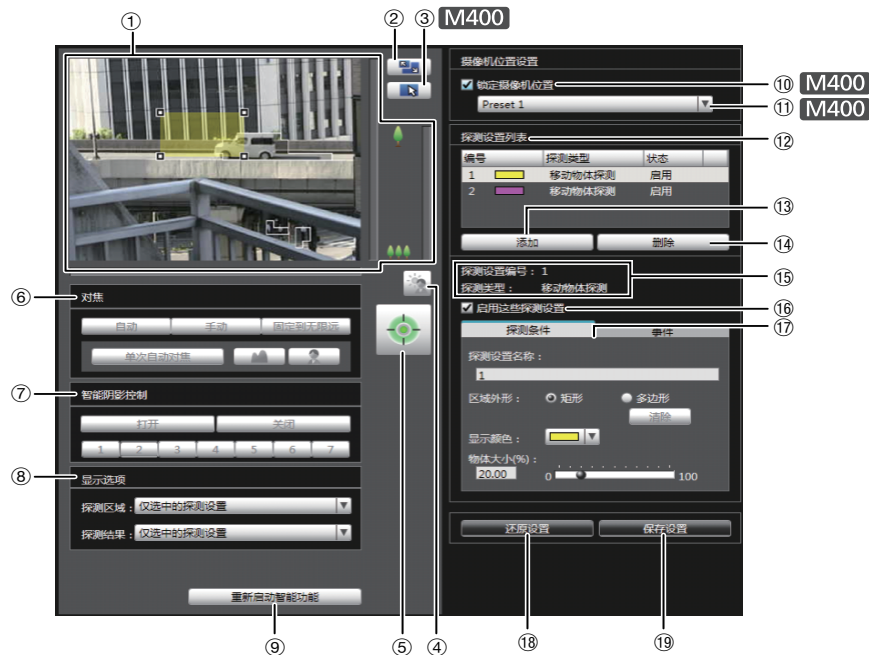 ① ② ③ M400
摄像机位置设置
锁定摄像机位置 ⑩ M400
Preset 1 ⑪ M400
探测设置列表 ⑫
编号 探测类型 状态
1 移动物体探测 启用
2 移动物体探测 启用
⑬
添加 删除 ⑭
探测设置编号： 1
探测类型： 移动物体探测 ⑮
启用这些探测设置 ⑯
探测条件 事件 ⑰
探测设置名称：
1
区域外形： 矩形 多边形
清除
显示颜色：
物体大小(%)：
20.00 0 100
还原设置 保存设置
⑥ 对焦
自动 手动 固定到无限远
单次自动对焦
⑦ 智能阴影控制
打开 关闭
1 2 3 4 5 6 7
⑧ 显示选项
探测区域： 仅选中的探测设置
探测结果： 仅选中的探测设置
重新启动智能功能
⑨ ⑤ ④ ⑱ ⑲